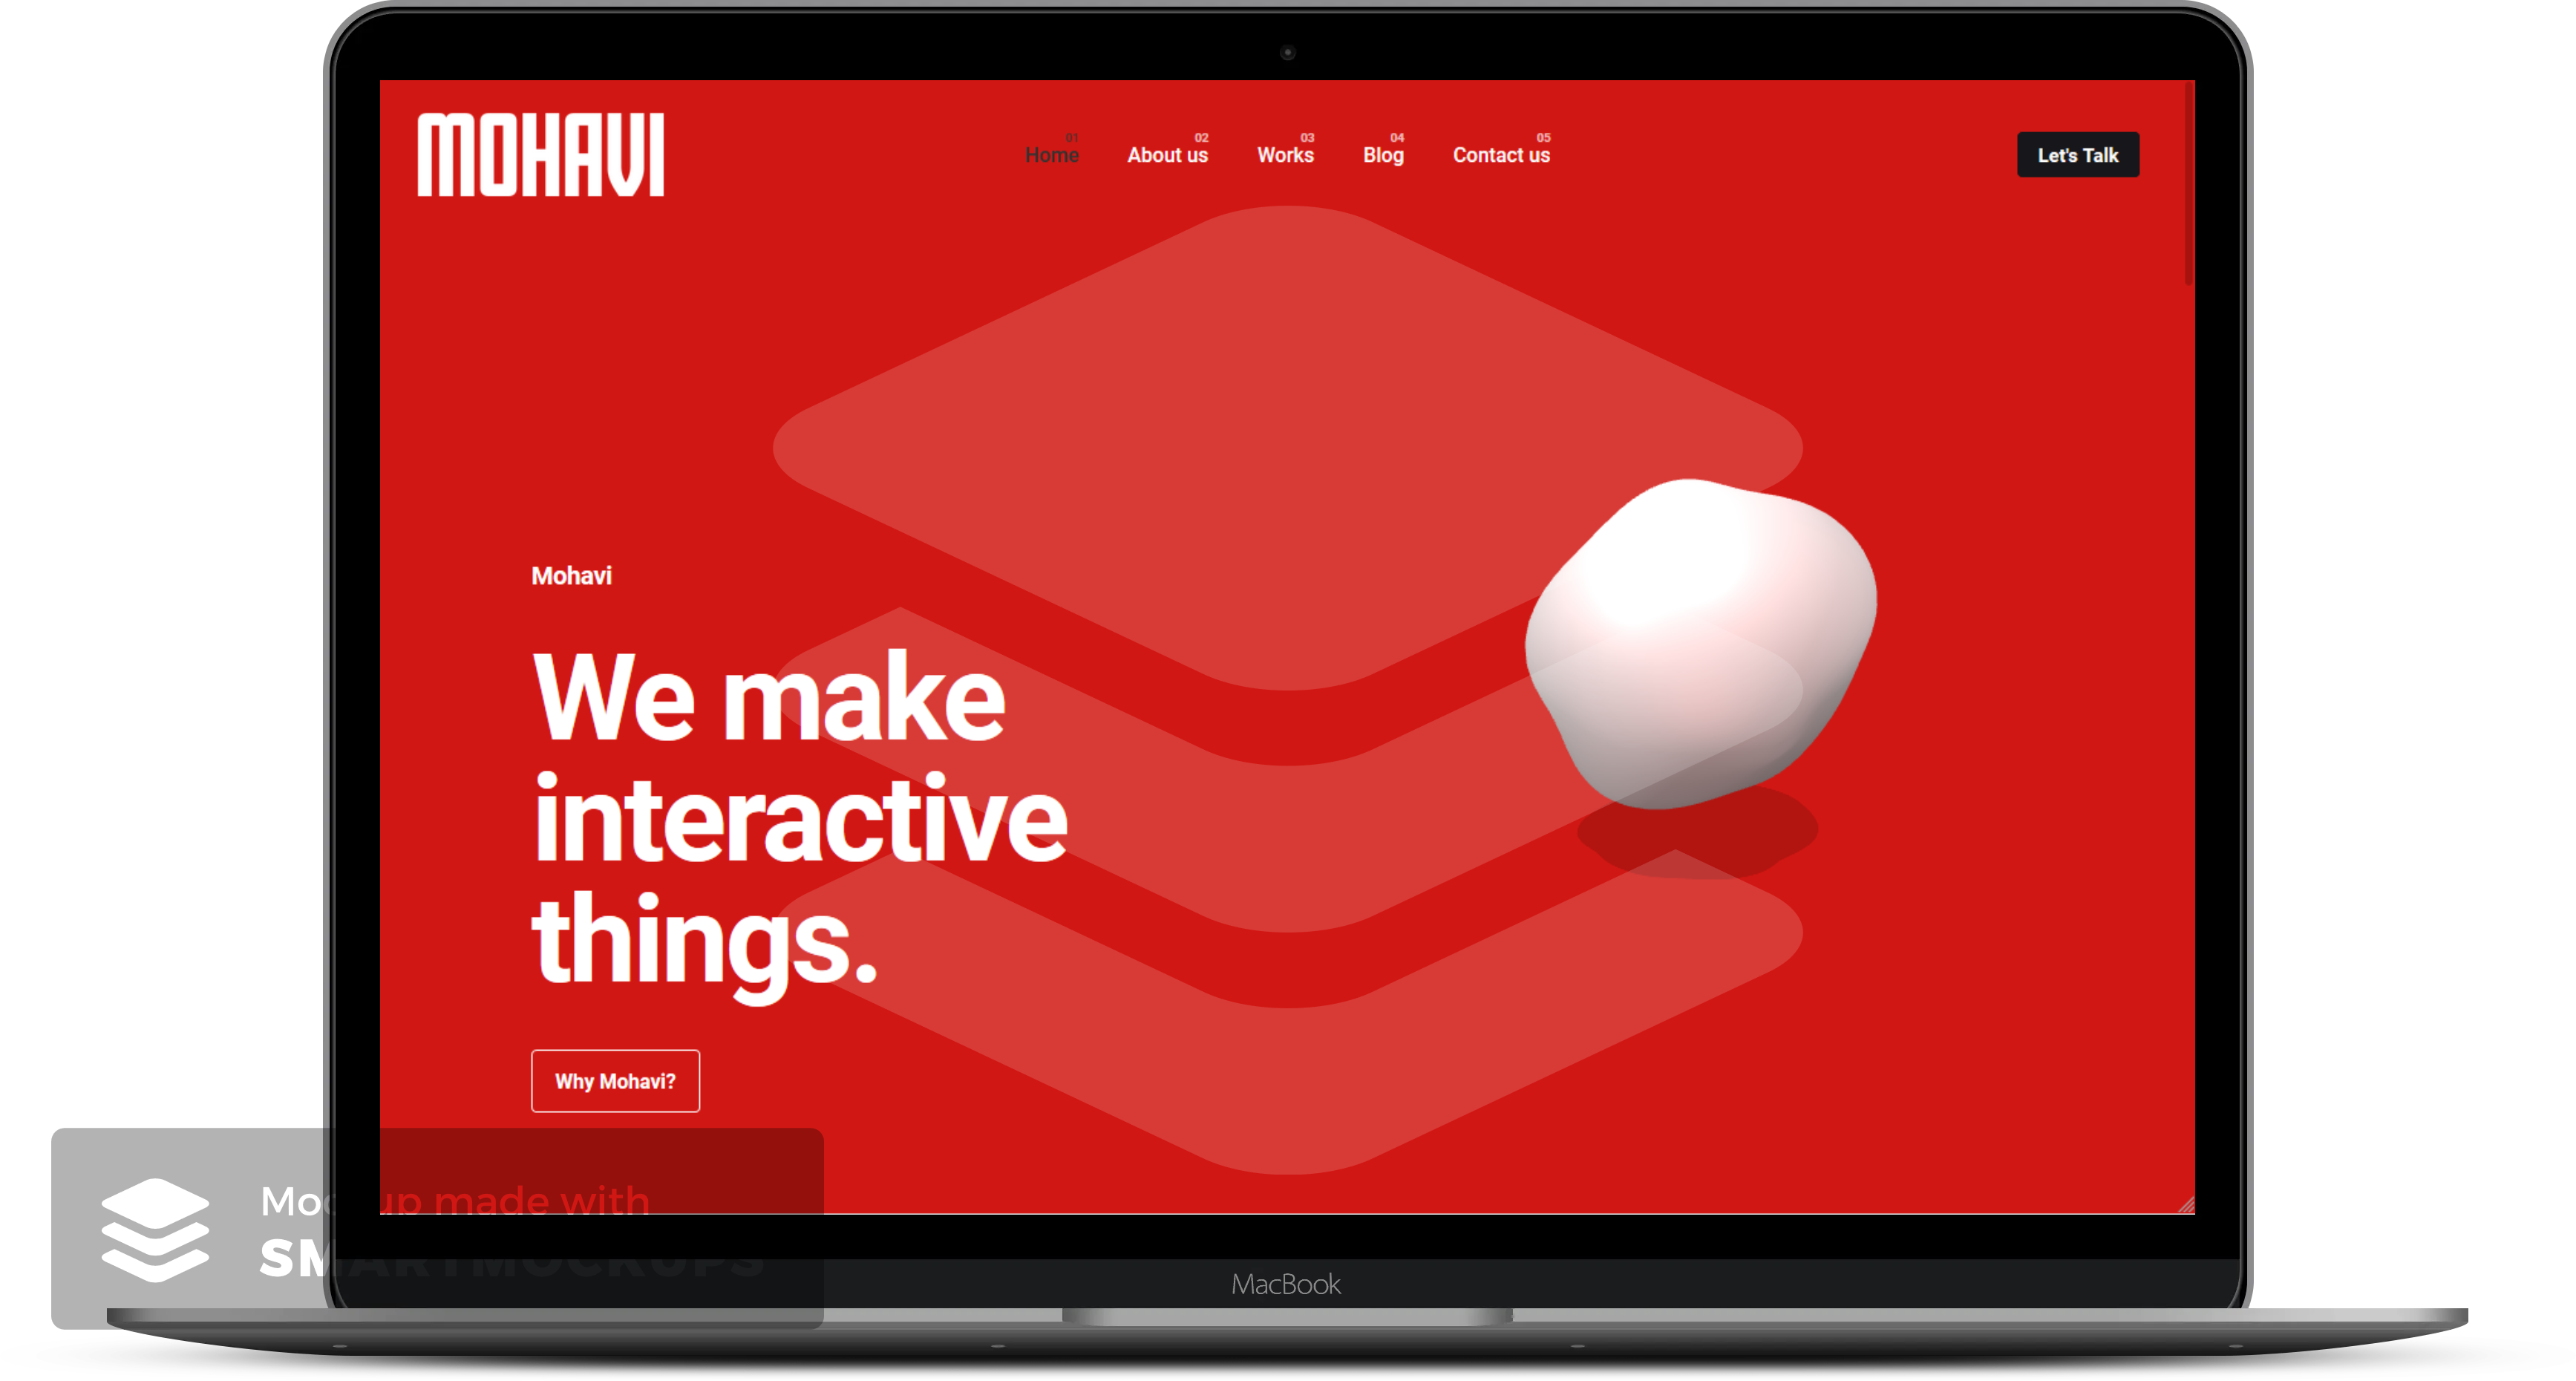 MOHAVI
01 02 03 04 05
Home About us Works Blog Contact us
Let's Talk
Mohavi
We make
interactive
things.
Why Mohavi?
Mockup made with
SMARTMOCKUPS
MacBook